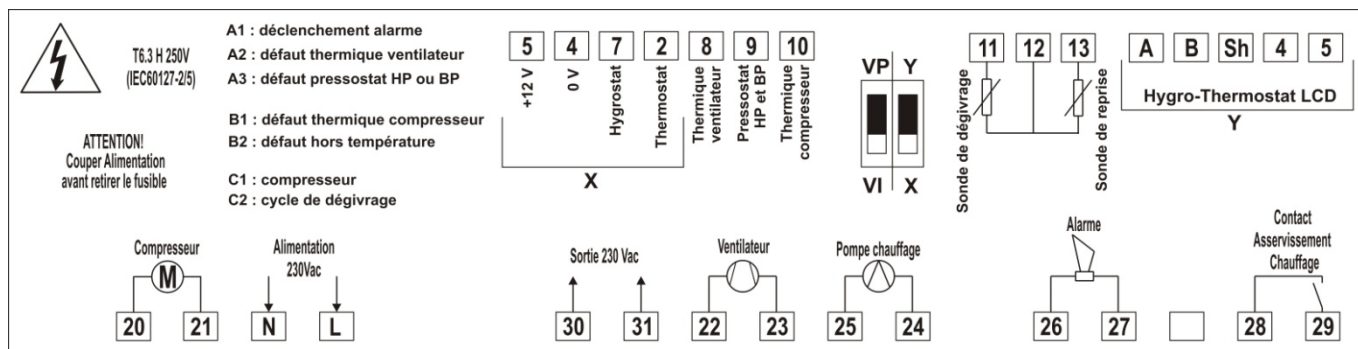 T6.3 H 250V
(IEC60127-2/5)
ATTENTION!
Couper Alimentation
avant retirer le fusible
A1 : déclenchement alarme
A2 : défaut thermique ventilateur
A3 : défaut pressostat HP ou BP
B1 : défaut thermique compresseur
B2 : défaut hors température
C1 : compresseur
C2 : cycle de dégivrage
5 4 7 2 8 9 10
+12 V
0 V
Hygrostat
Thermostat
Thermique
ventilateur
Pressostat
HP et BP
Thermique
compresseur
X
VP Y
VI X
11 12 13
Sonde de dégivrage
Sonde de reprise
A B Sh 4 5
Hygro-Thermostat LCD
Y
Compresseur
M
20 21
Alimentation
230Vac
N L
Sortie 230 Vac
30 31
Ventilateur
22 23
Pompe chauffage
25 24
Alarme
26 27
Contact
Asservissement
Chauffage
28 29